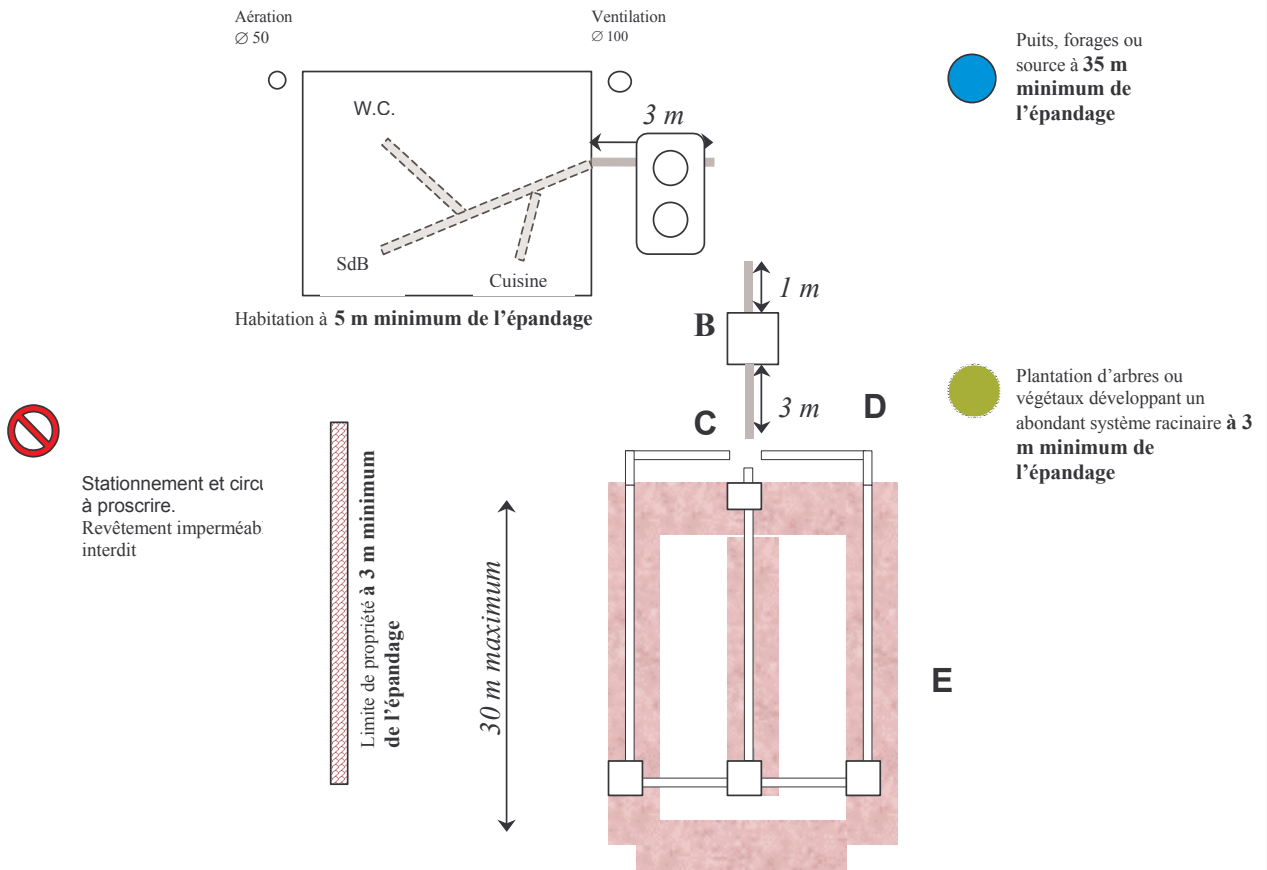 Aération
∅ 50
Ventilation
∅ 100
Puits, forages ou
source à 35 m
minimum de
l’épandage
W.C.
3 m
SdB
Cuisine
Habitation à 5 m minimum de l’épandage
1 m
B
3 m
C
D
Plantation d’arbres ou
végétaux développant un
abondant système racinaire à 3
m minimum de
l’épandage
Stationnement et circu
à proscrire.
Revêtement imperméab
interdit
Limite de propriété à 3 m minimum
de l’épandage
30 m maximum
E